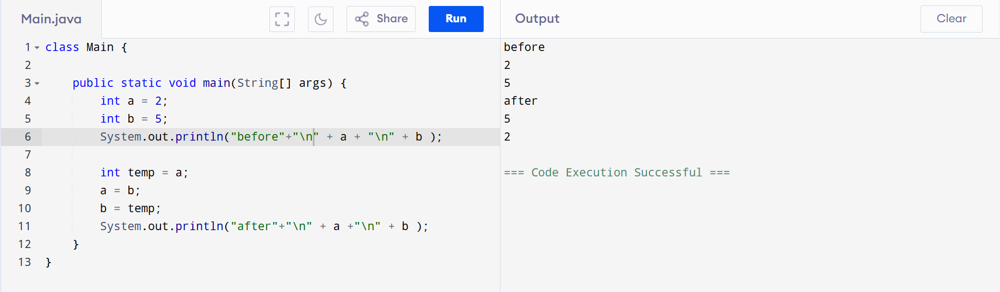 Main.java
Share
Run
Output
Clear
1 class Main {
2
3     public static void main(String[] args) {
4         int a = 2;
5         int b = 5;
6         System.out.println("before"+"\n" + a + "\n" + b );
7
8         int temp = a;
9         a = b;
10         b = temp;
11         System.out.println("after"+"\n" + a +"\n" + b );
12     }
13 }
before
2
5
after
5
2
=== Code Execution Successful ===